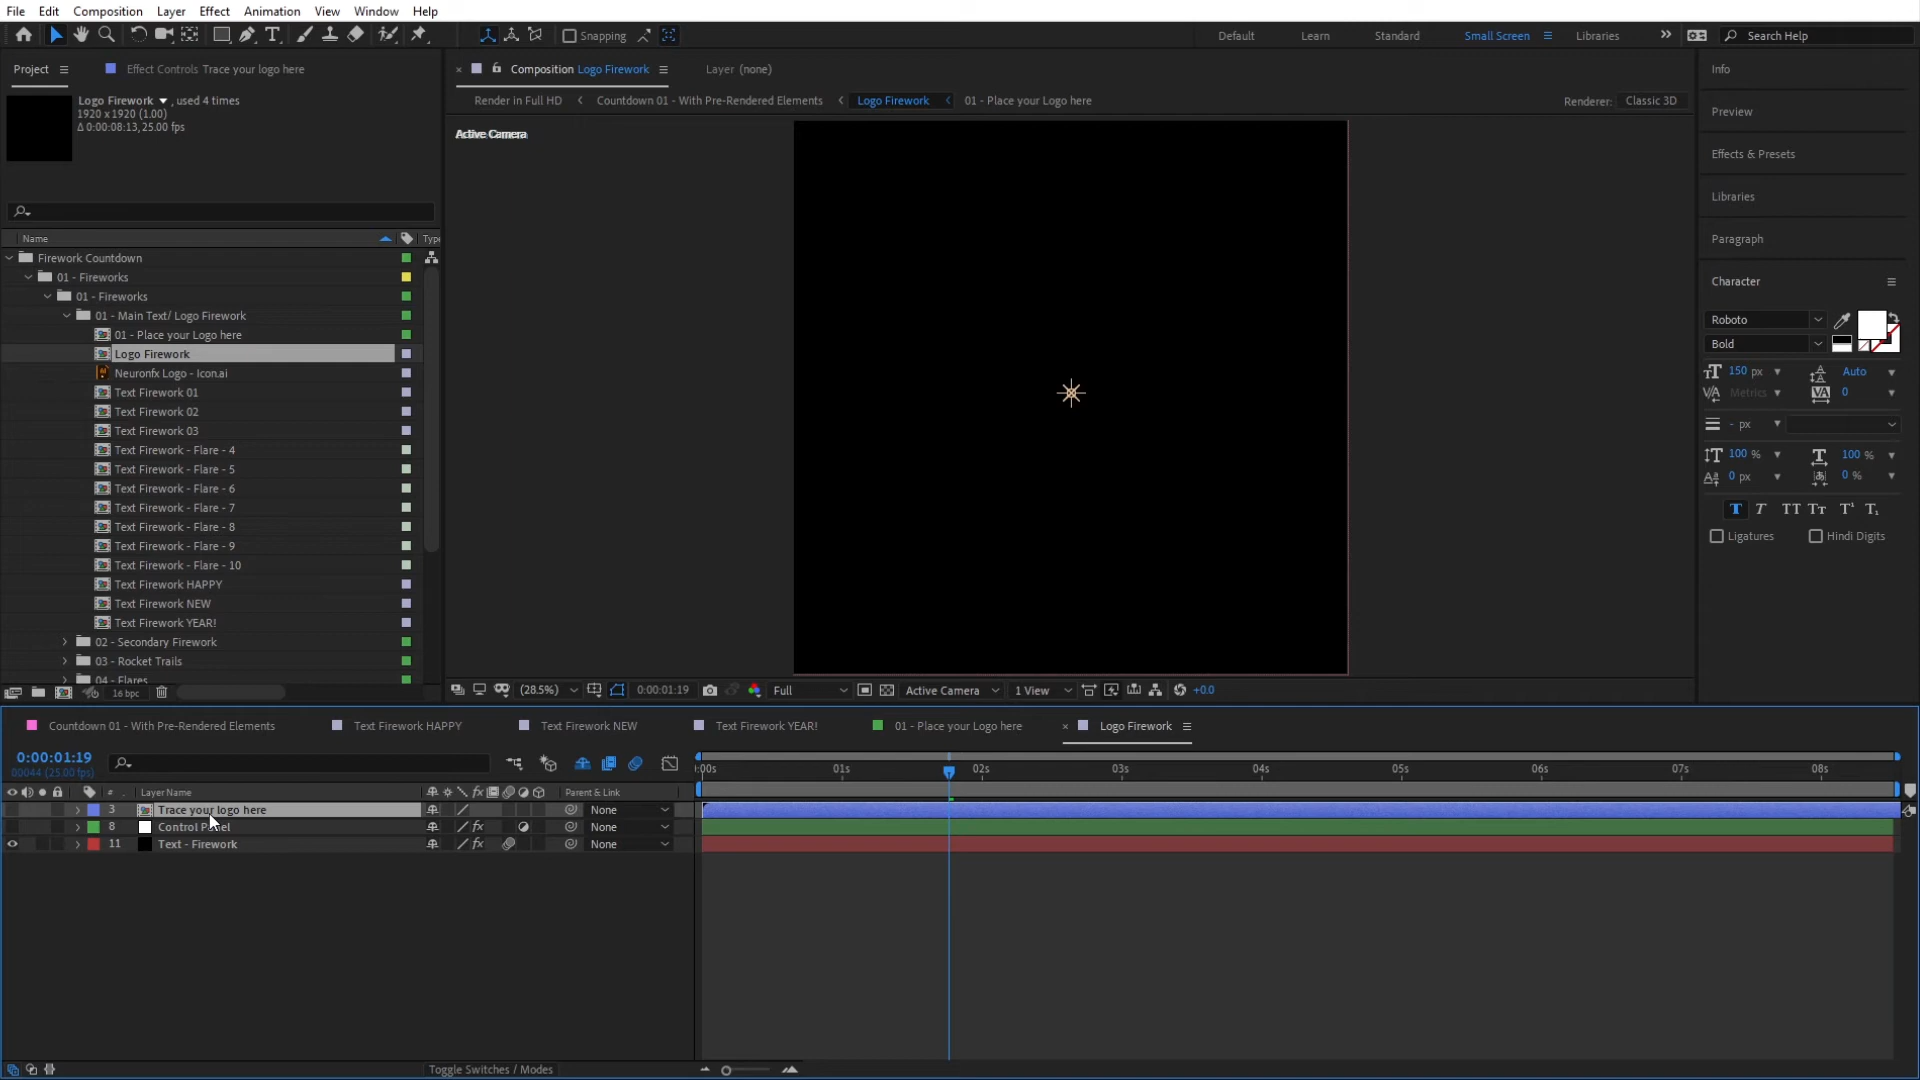 File Edit Composition Layer Effect Animation View Window Help
Snapping Default Learn Standard Small Screen Libraries Search Help
Project Effect Controls Trace your logo here
Composition Logo Firework Layer (none)
Info
Logo Firework , used 4 times
1920 x 1920 (1.00)
Δ 0:00:08:13, 25.00 fps
Render in Full HD Countdown 01 - With Pre-Rendered Elements Logo Firework 01 - Place your Logo here Renderer: Classic 3D
Active Camera
Preview
Effects & Presets
Libraries
Paragraph
Character
Roboto
Bold
150 px Auto
Metrics 0
- px
100 % 100 %
0 px 0 %
Ligatures Hindi Digits
Name Type
Firework Countdown
01 - Fireworks
01 - Fireworks
01 - Main Text/ Logo Firework
01 - Place your Logo here
Logo Firework
Neuronfx Logo - Icon.ai
Text Firework 01
Text Firework 02
Text Firework 03
Text Firework - Flare - 4
Text Firework - Flare - 5
Text Firework - Flare - 6
Text Firework - Flare - 7
Text Firework - Flare - 8
Text Firework - Flare - 9
Text Firework - Flare - 10
Text Firework HAPPY
Text Firework NEW
Text Firework YEAR!
02 - Secondary Firework
03 - Rocket Trails
04 - Flares
16 bpc
(28.5%) 0:00:01:19 Full Active Camera 1 View +0.0
Countdown 01 - With Pre-Rendered Elements Text Firework HAPPY Text Firework NEW Text Firework YEAR! 01 - Place your Logo here Logo Firework
0:00:01:19
00044 (25.00 fps)
:00s 01s 02s 03s 04s 05s 06s 07s 08s
# Layer Name Parent & Link
3 Trace your logo here None
8 Control Panel None
11 Text - Firework None
Toggle Switches / Modes